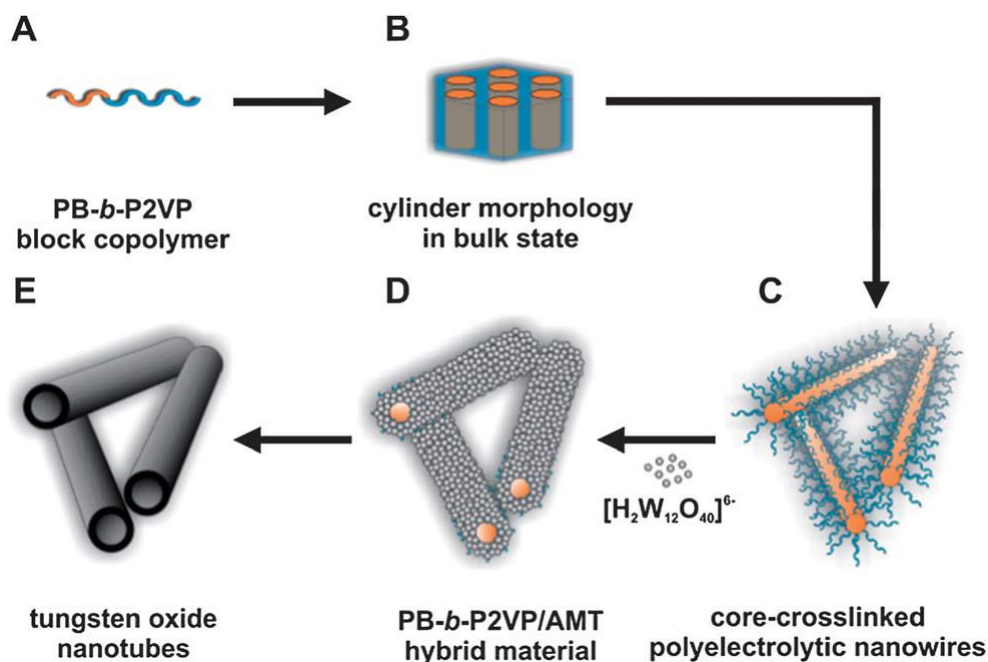 A
B
PB-b-P2VP
block copolymer
cylinder morphology
in bulk state
E
D
C
[H₂W₁₂O₄₀]⁶⁻
tungsten oxide
nanotubes
PB-b-P2VP/AMT
hybrid material
core-crosslinked
polyelectrolytic nanowires